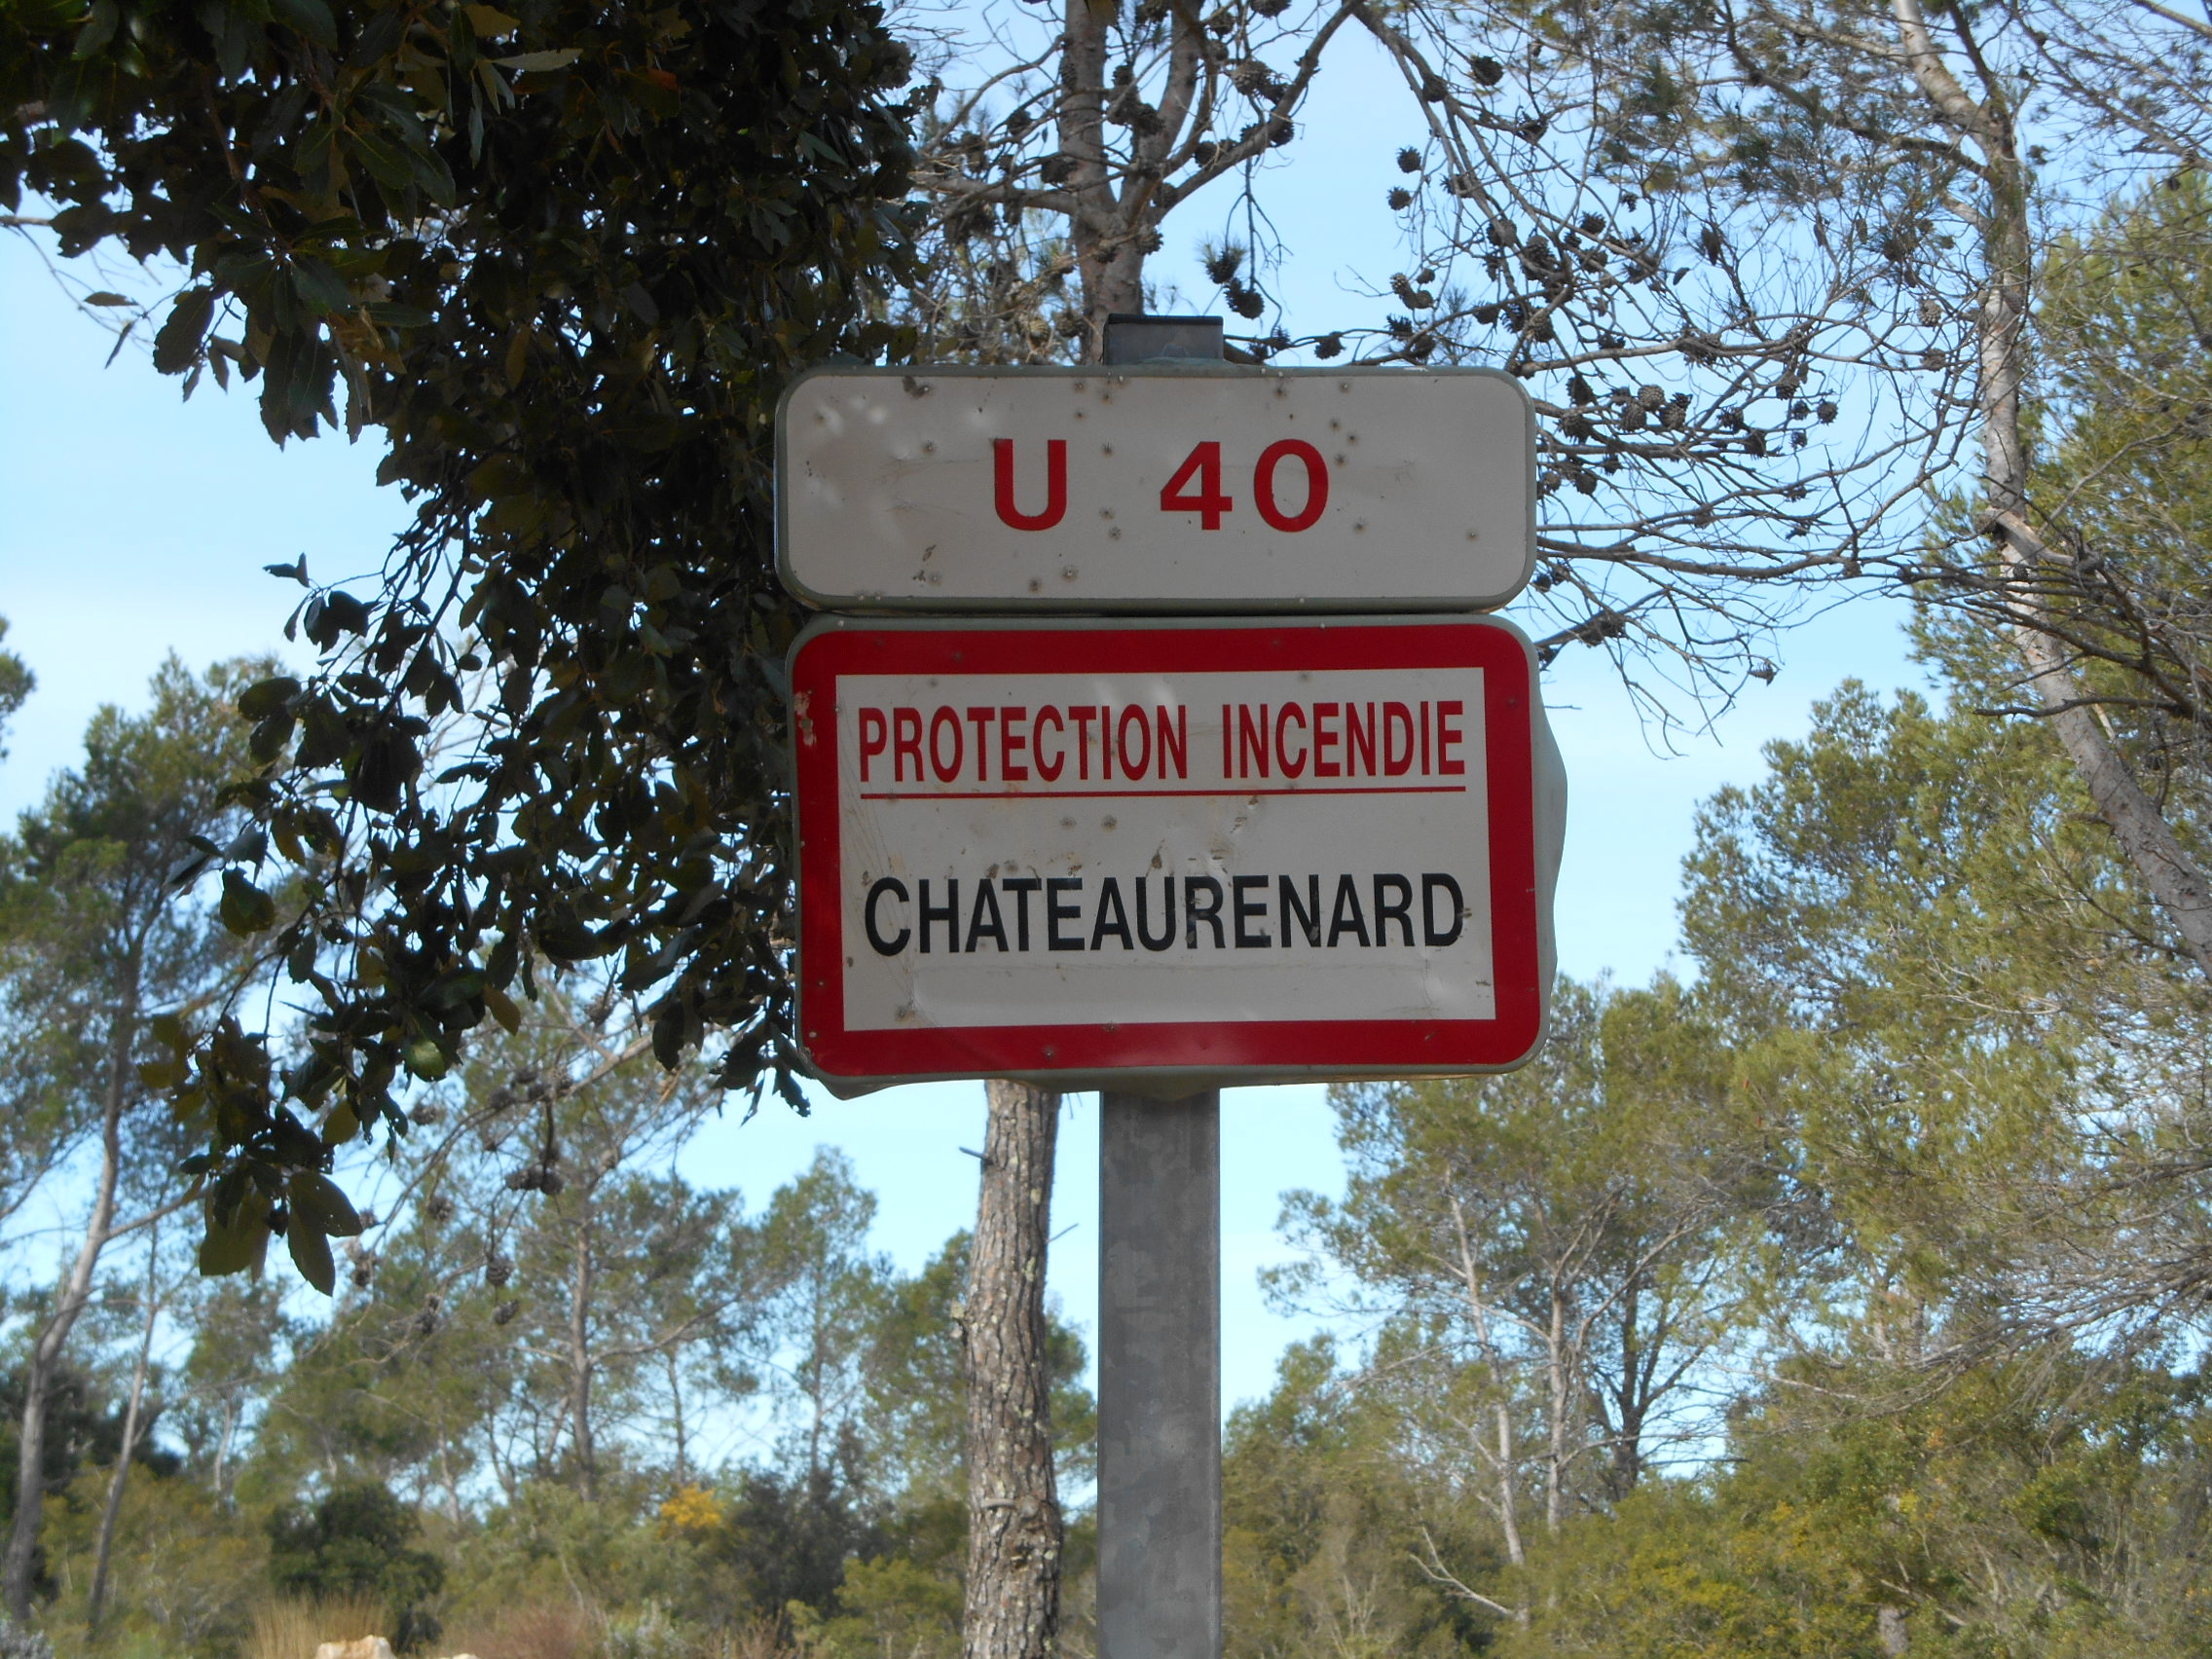 U 40
PROTECTION INCENDIE
CHATEAURENARD